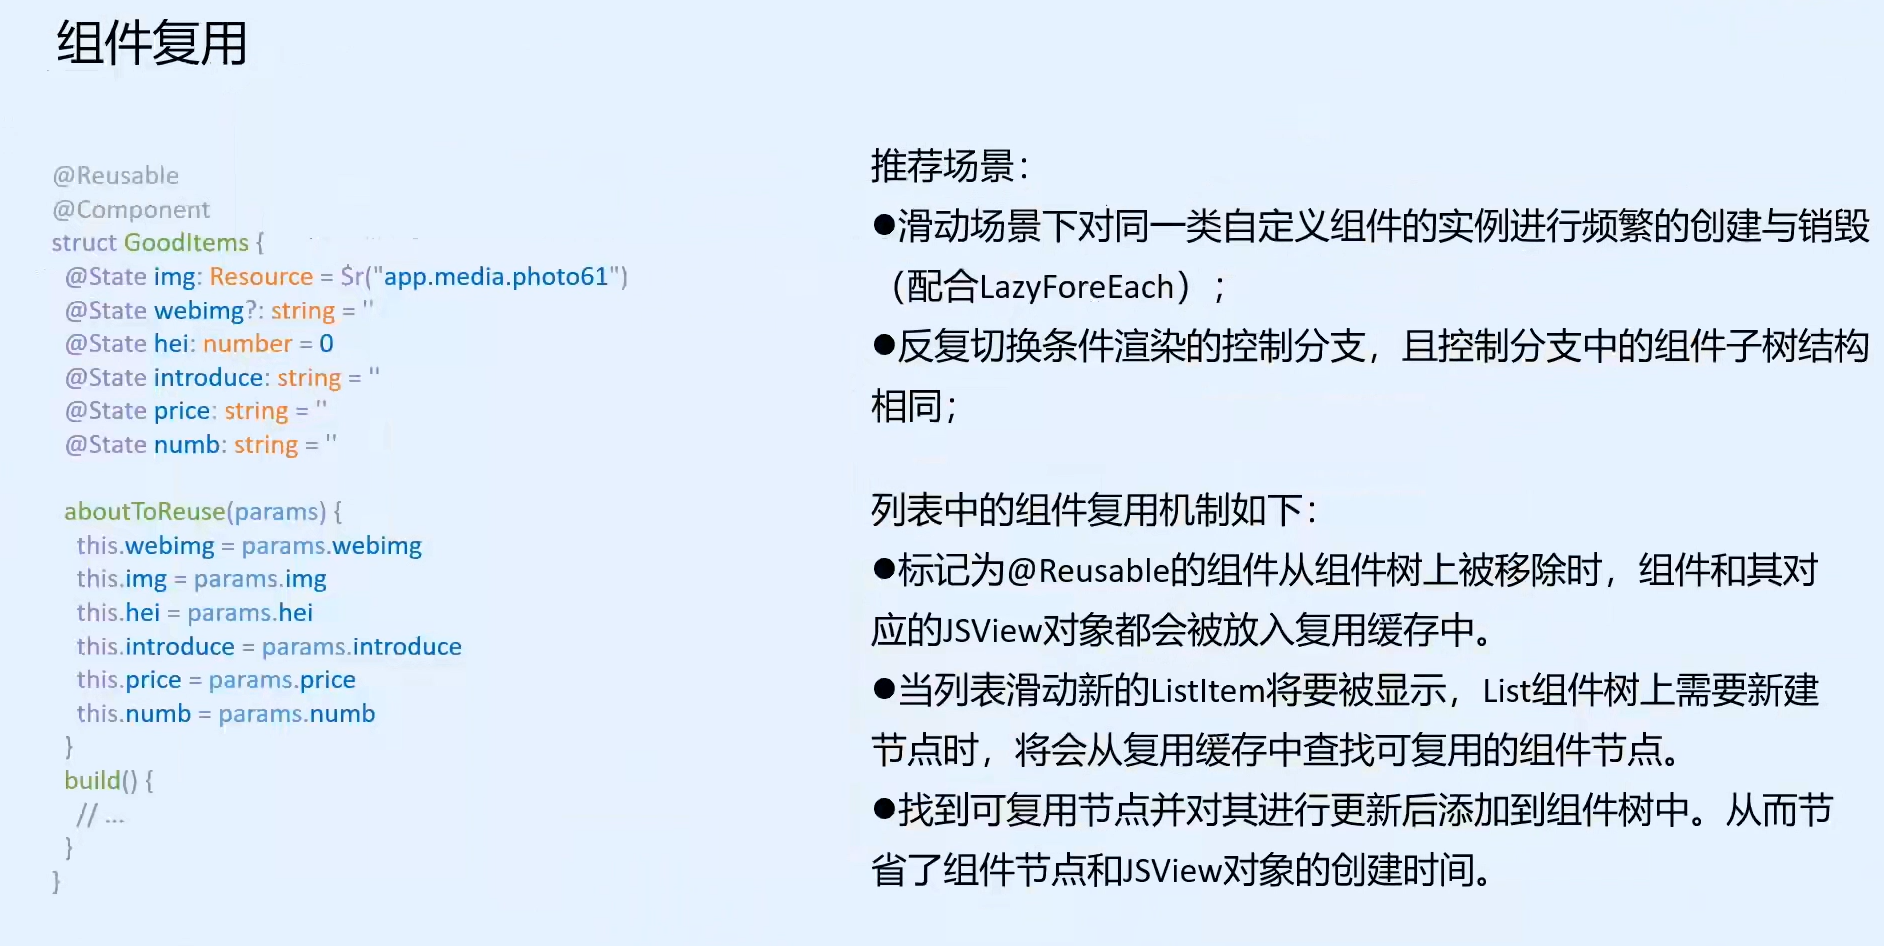 组件复用
@Reusable
@Component
struct GoodItems {
@State img: Resource = $r("app.media.photo61")
@State webimg?: string = ''
@State hei: number = 0
@State introduce: string = ''
@State price: string = ''
@State numb: string = ''
aboutToReuse(params) {
this.webimg = params.webimg
this.img = params.img
this.hei = params.hei
this.introduce = params.introduce
this.price = params.price
this.numb = params.numb
}
build() {
// ...
}
}
推荐场景：
●滑动场景下对同一类自定义组件的实例进行频繁的创建与销毁
（配合LazyForeEach）；
●反复切换条件渲染的控制分支，且控制分支中的组件子树结构
相同；
列表中的组件复用机制如下：
●标记为@Reusable的组件从组件树上被移除时，组件和其对
应的JSView对象都会被放入复用缓存中。
●当列表滑动新的ListItem将要被显示，List组件树上需要新建
节点时，将会从复用缓存中查找可复用的组件节点。
●找到可复用节点并对其进行更新后添加到组件树中。从而节
省了组件节点和JSView对象的创建时间。